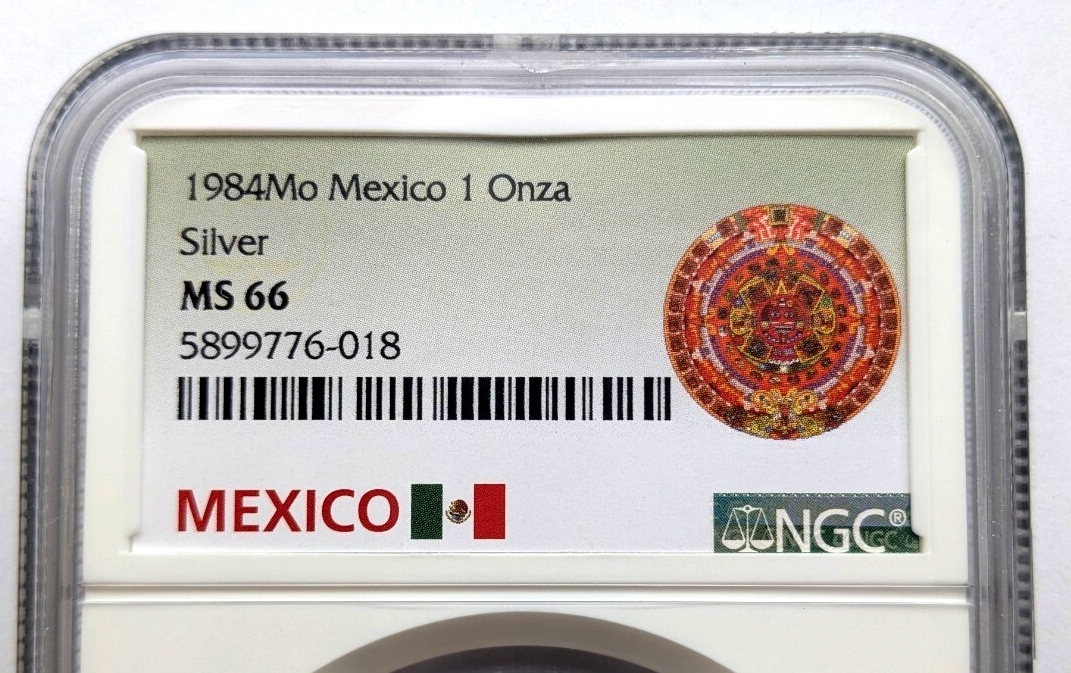 1984Mo Mexico 1 Onza
Silver
MS 66
5899776-018
MEXICO
NGC®